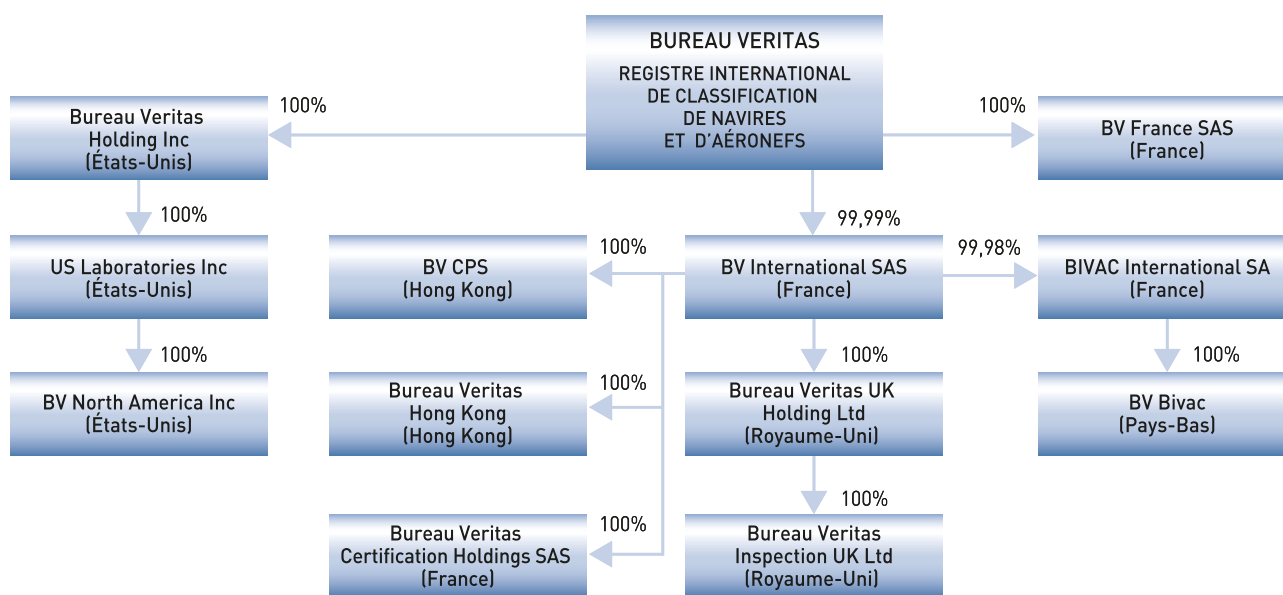 BUREAU VERITAS
REGISTRE INTERNATIONAL
DE CLASSIFICATION
DE NAVIRES
ET D'AÉRONEFS
100%
100%
Bureau Veritas
Holding Inc
(États-Unis)
BV France SAS
(France)
100%
99,99%
US Laboratories Inc
(États-Unis)
100%
BV CPS
(Hong Kong)
BV International SAS
(France)
99,98%
BIVAC International SA
(France)
100%
100%
100%
BV North America Inc
(États-Unis)
100%
Bureau Veritas
Hong Kong
(Hong Kong)
Bureau Veritas UK
Holding Ltd
(Royaume-Uni)
BV Bivac
(Pays-Bas)
100%
100%
Bureau Veritas
Certification Holdings SAS
(France)
Bureau Veritas
Inspection UK Ltd
(Royaume-Uni)